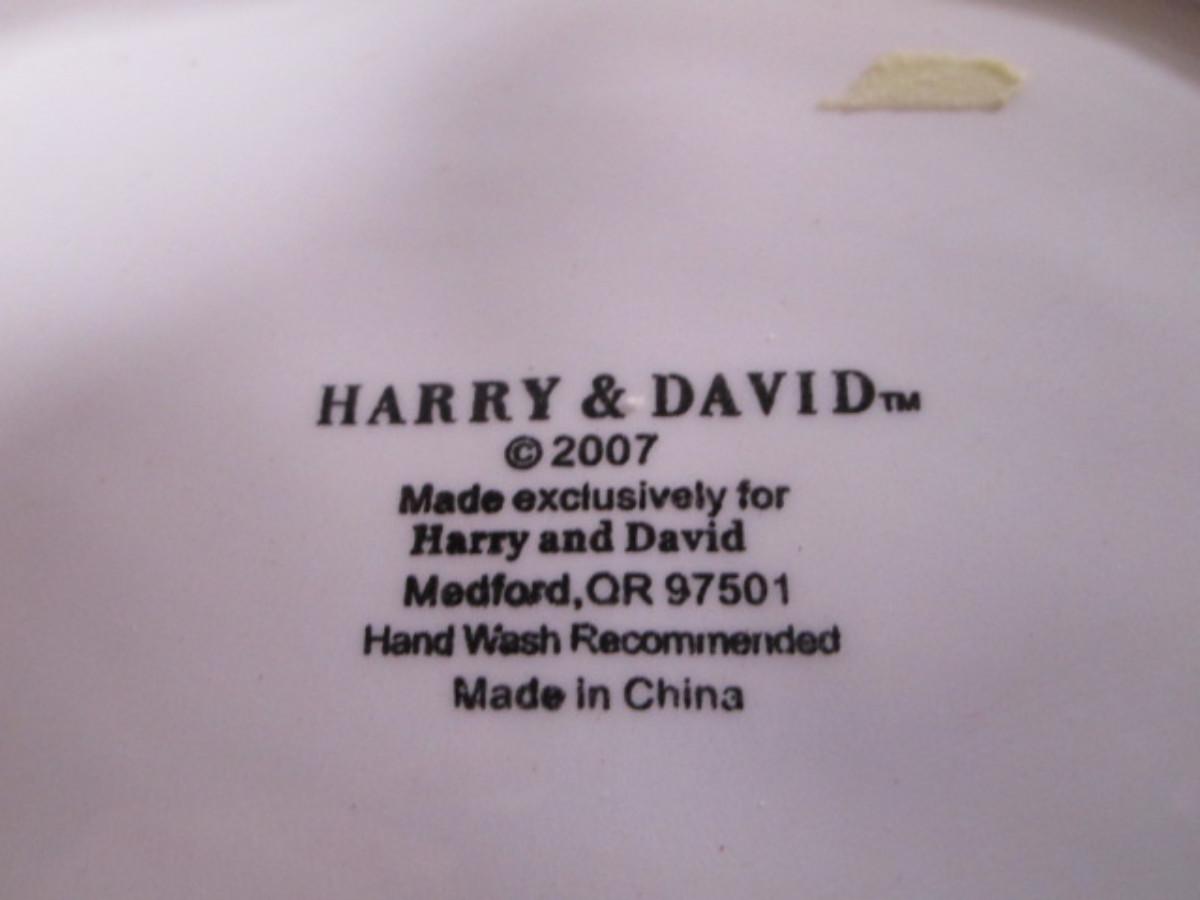 HARRY & DAVID™
© 2007
Made exclusively for
Harry and David
Medford, OR 97501
Hand Wash Recommended
Made in China